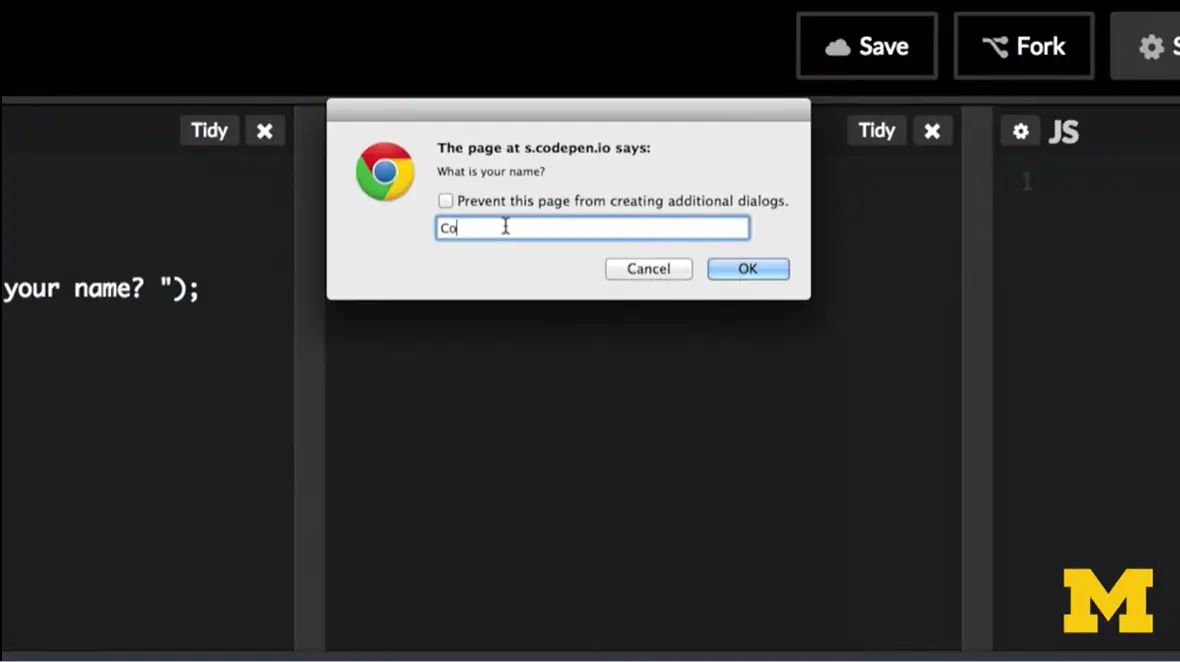 Save
Fork
S
Tidy
Tidy
JS
The page at s.codepen.io says:
What is your name?
Prevent this page from creating additional dialogs.
Co
Cancel
OK
1
your name? ");
M